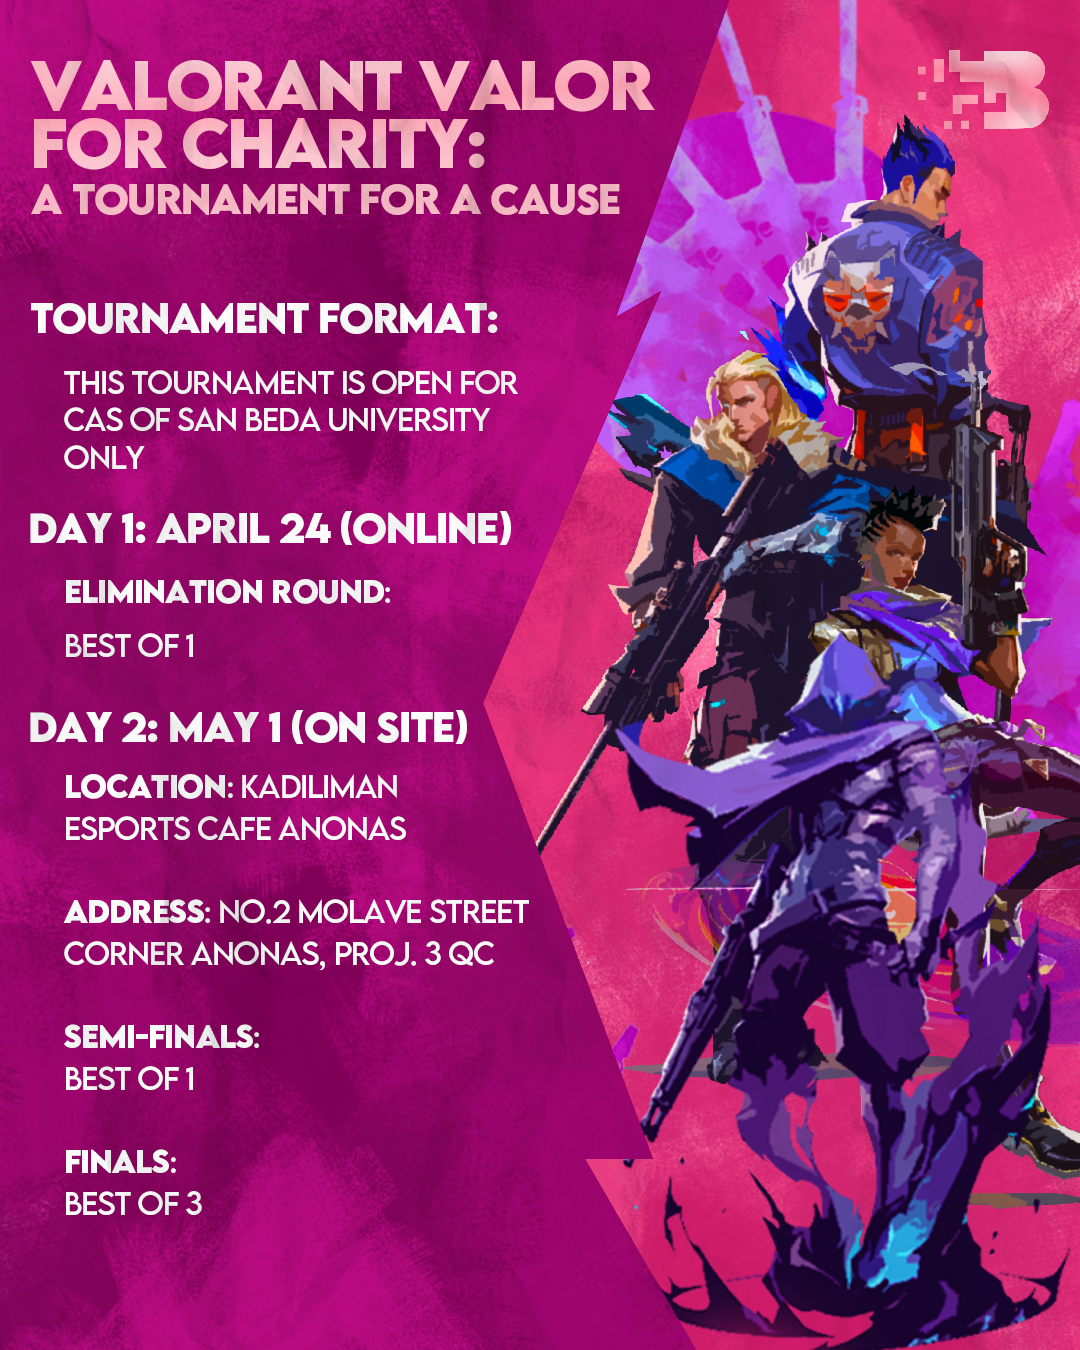 VALORANT VALOR
FOR CHARITY:
A TOURNAMENT FOR A CAUSE
TOURNAMENT FORMAT:
THIS TOURNAMENT IS OPEN FOR
CAS OF SAN BEDA UNIVERSITY
ONLY
DAY 1: APRIL 24 (ONLINE)
ELIMINATION ROUND:
BEST OF 1
DAY 2: MAY 1 (ON SITE)
LOCATION: KADILIMAN
ESPORTS CAFE ANONAS
ADDRESS: NO.2 MOLAVE STREET
CORNER ANONAS, PROJ. 3 QC
SEMI-FINALS:
BEST OF 1
FINALS:
BEST OF 3
B